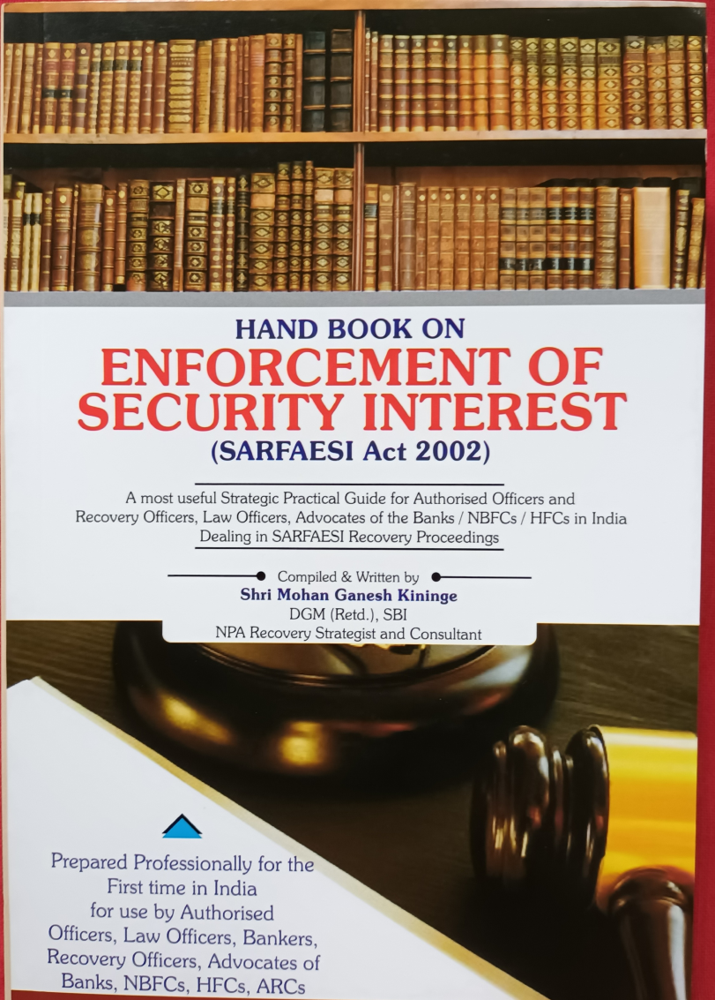 HAND BOOK ON
ENFORCEMENT OF
SECURITY INTEREST
(SARFAESI Act 2002)
A most useful Strategic Practical Guide for Authorised Officers and
Recovery Officers, Law Officers, Advocates of the Banks / NBFCs / HFCs in India
Dealing in SARFAESI Recovery Proceedings
Compiled & Written by
Shri Mohan Ganesh Kininge
DGM (Retd.), SBI
NPA Recovery Strategist and Consultant
Prepared Professionally for the
First time in India
for use by Authorised
Officers, Law Officers, Bankers,
Recovery Officers, Advocates of
Banks, NBFCs, HFCs, ARCs